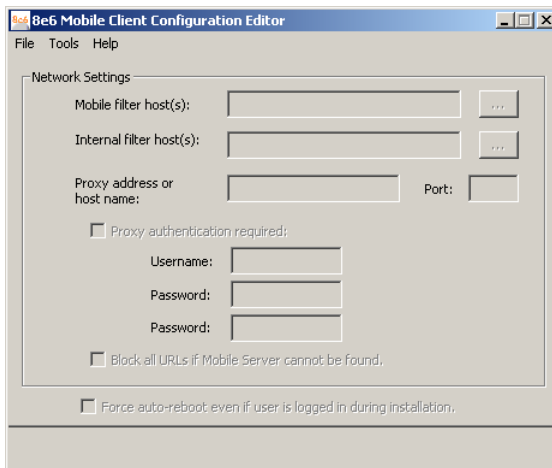 8e6 8e6 Mobile Client Configuration Editor
File Tools Help
Network Settings
Mobile filter host(s): ...
Internal filter host(s): ...
Proxy address or
host name: Port:
Proxy authentication required:
Username:
Password:
Password:
Block all URLs if Mobile Server cannot be found.
Force auto-reboot even if user is logged in during installation.